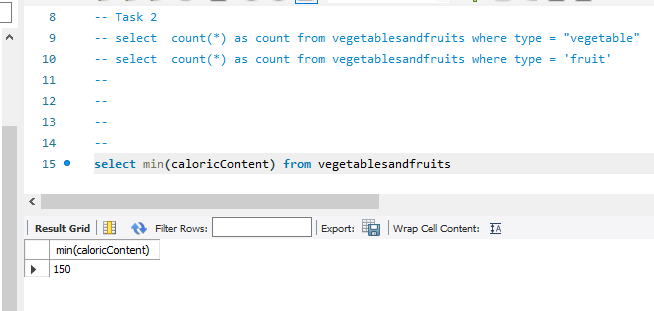 8 -- Task 2
9 -- select  count(*) as count from vegetablesandfruits where type = "vegetable"
10 -- select  count(*) as count from vegetablesandfruits where type = 'fruit'
11 --
12 --
13 --
14 --
15 select min(caloricContent) from vegetablesandfruits
Result Grid Filter Rows: Export: Wrap Cell Content:
min(caloricContent)
150